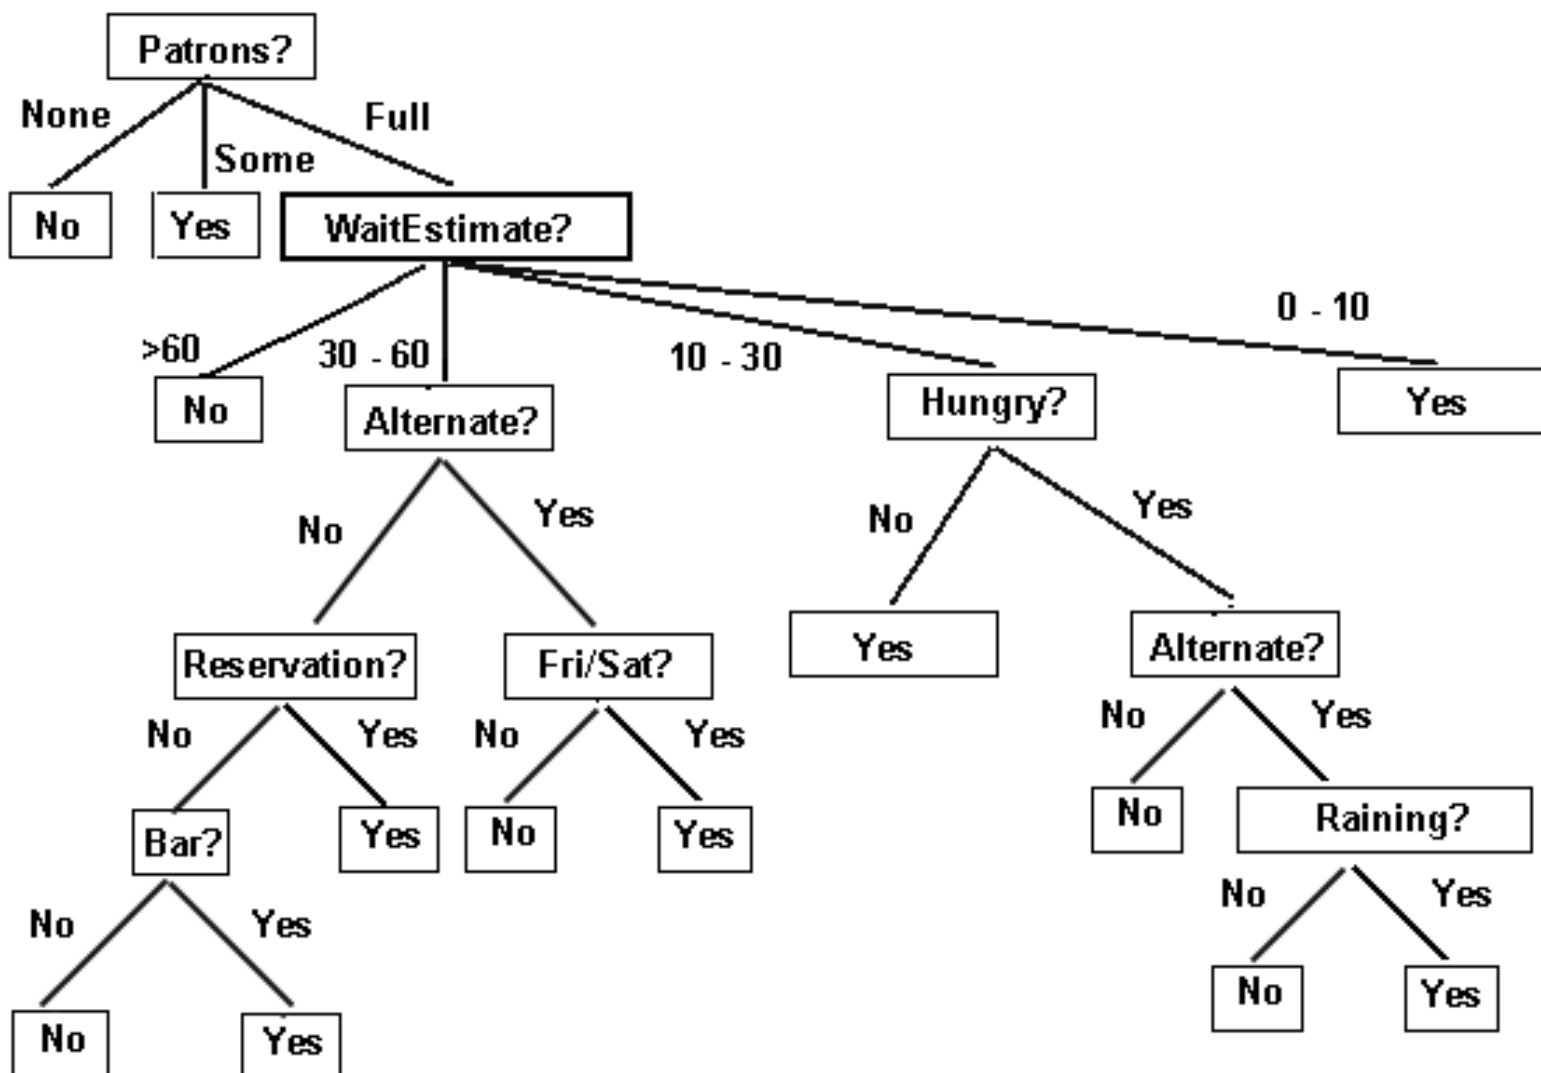 Patrons?
None
Full
Some
No
Yes
WaitEstimate?
0 - 10
>60
30 - 60
10 - 30
No
Alternate?
Hungry?
Yes
No
Yes
No
Yes
Reservation?
Fri/Sat?
Yes
Alternate?
No
Yes
No
Yes
No
Yes
Bar?
Yes
No
Yes
No
Raining?
No
Yes
No
Yes
No
Yes
No
Yes